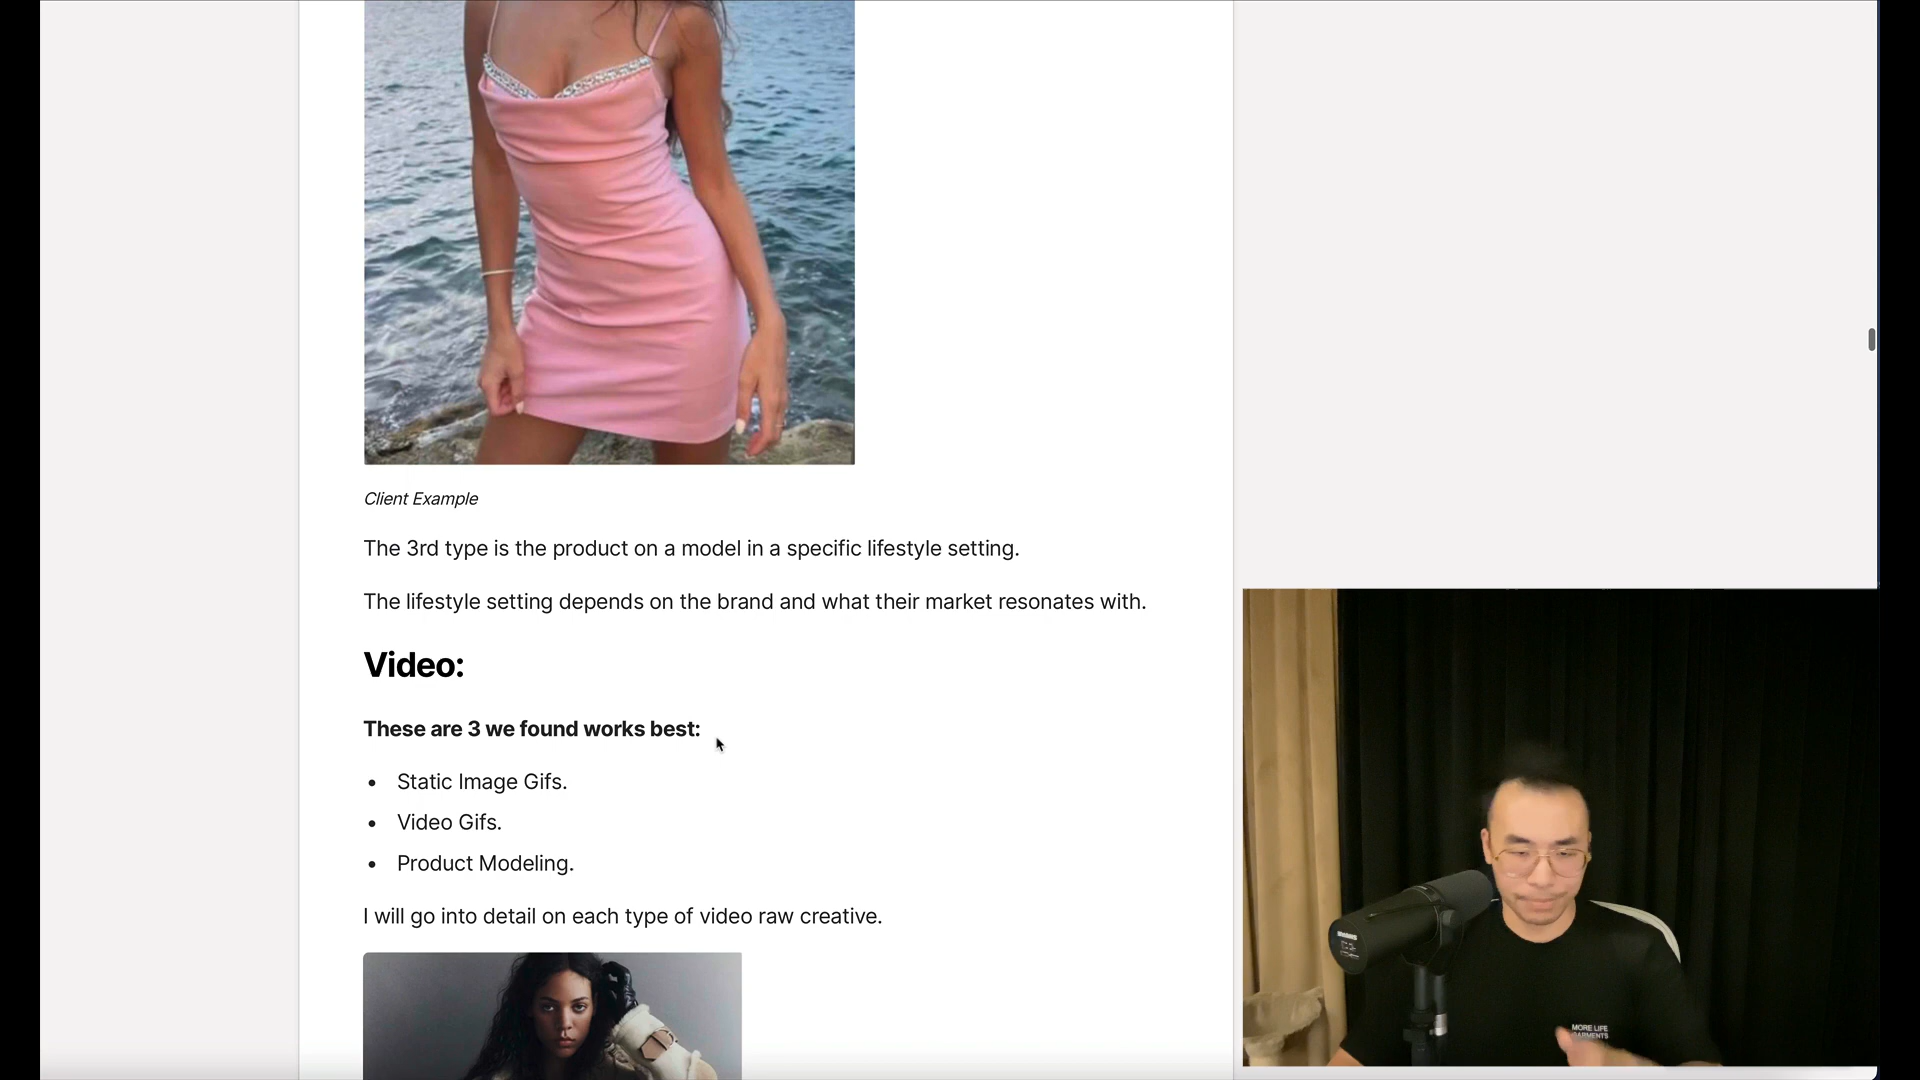 Client Example
The 3rd type is the product on a model in a specific lifestyle setting.
The lifestyle setting depends on the brand and what their market resonates with.
Video:
These are 3 we found works best:
• Static Image Gifs.
• Video Gifs.
• Product Modeling.
I will go into detail on each type of video raw creative.
MORE LIFE
GARMENTS